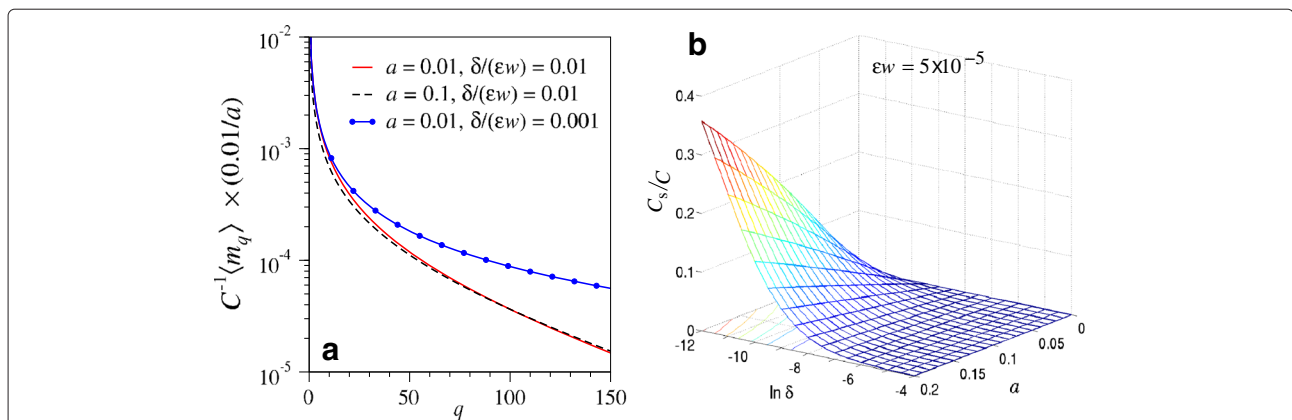 10⁻²
10⁻³
10⁻⁴
10⁻⁵
C⁻¹⟨m_q⟩ × (0.01/a)
a = 0.01, δ/(εw) = 0.01
a = 0.1, δ/(εw) = 0.01
a = 0.01, δ/(εw) = 0.001
a
0 50 100 150
q
b
εw = 5x10⁻⁵
0.4
0.3
0.2
0.1
0
C_s/C
-12 -10 -8 -6 -4
ln δ
0.2 0.15 0.1 0.05 0
a